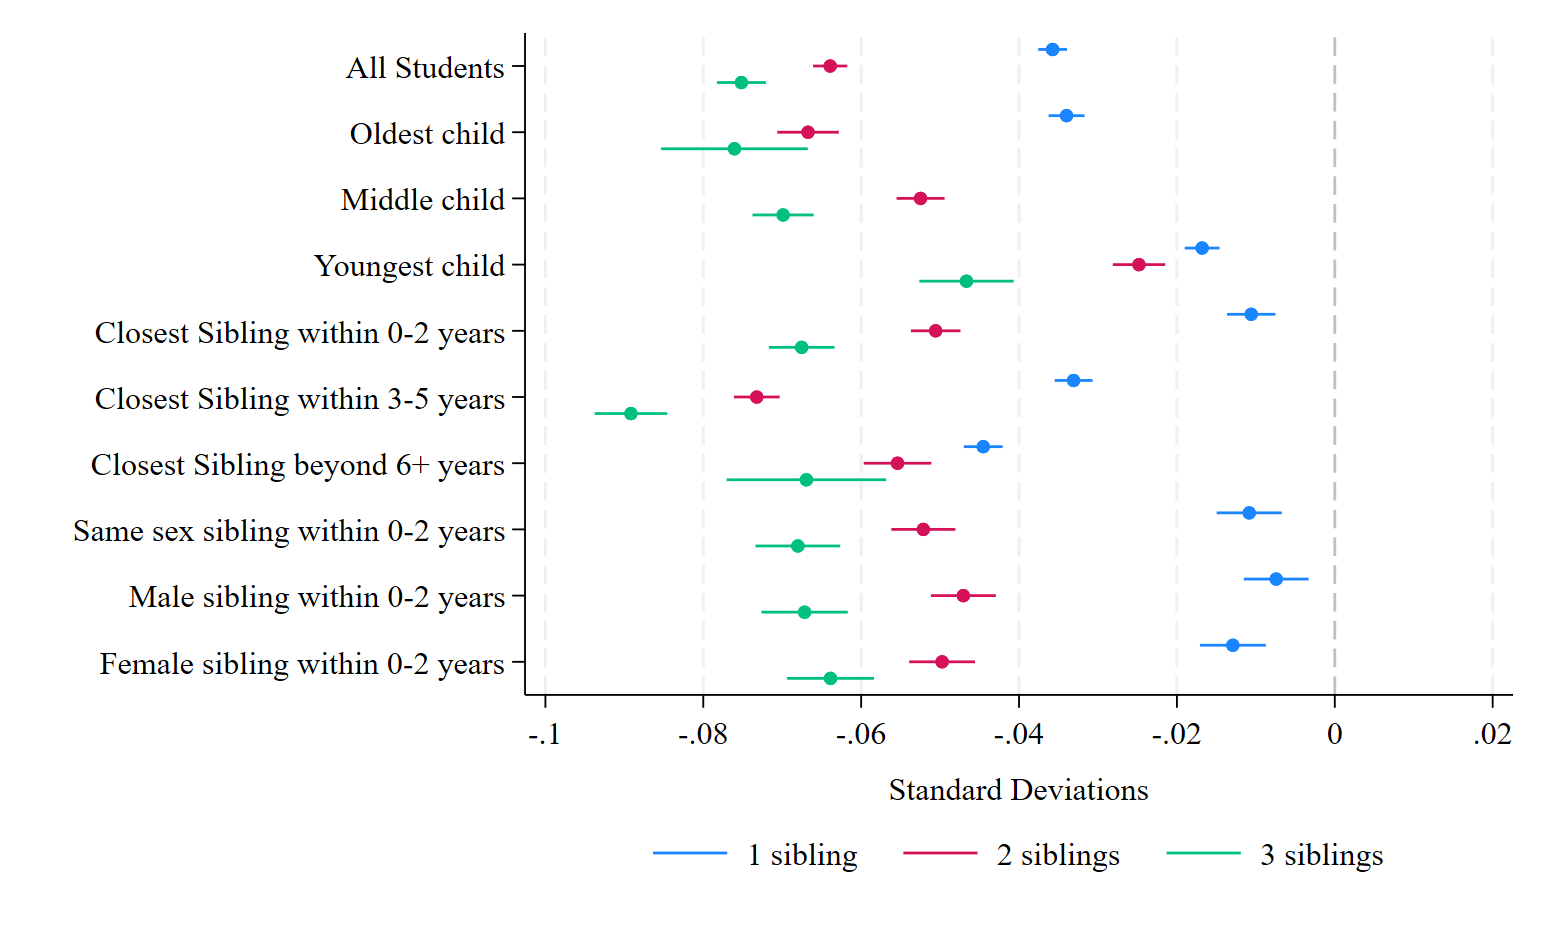 All Students
Oldest child
Middle child
Youngest child
Closest Sibling within 0-2 years
Closest Sibling within 3-5 years
Closest Sibling beyond 6+ years
Same sex sibling within 0-2 years
Male sibling within 0-2 years
Female sibling within 0-2 years
-.1 -.08 -.06 -.04 -.02 0 .02
Standard Deviations
1 sibling 2 siblings 3 siblings